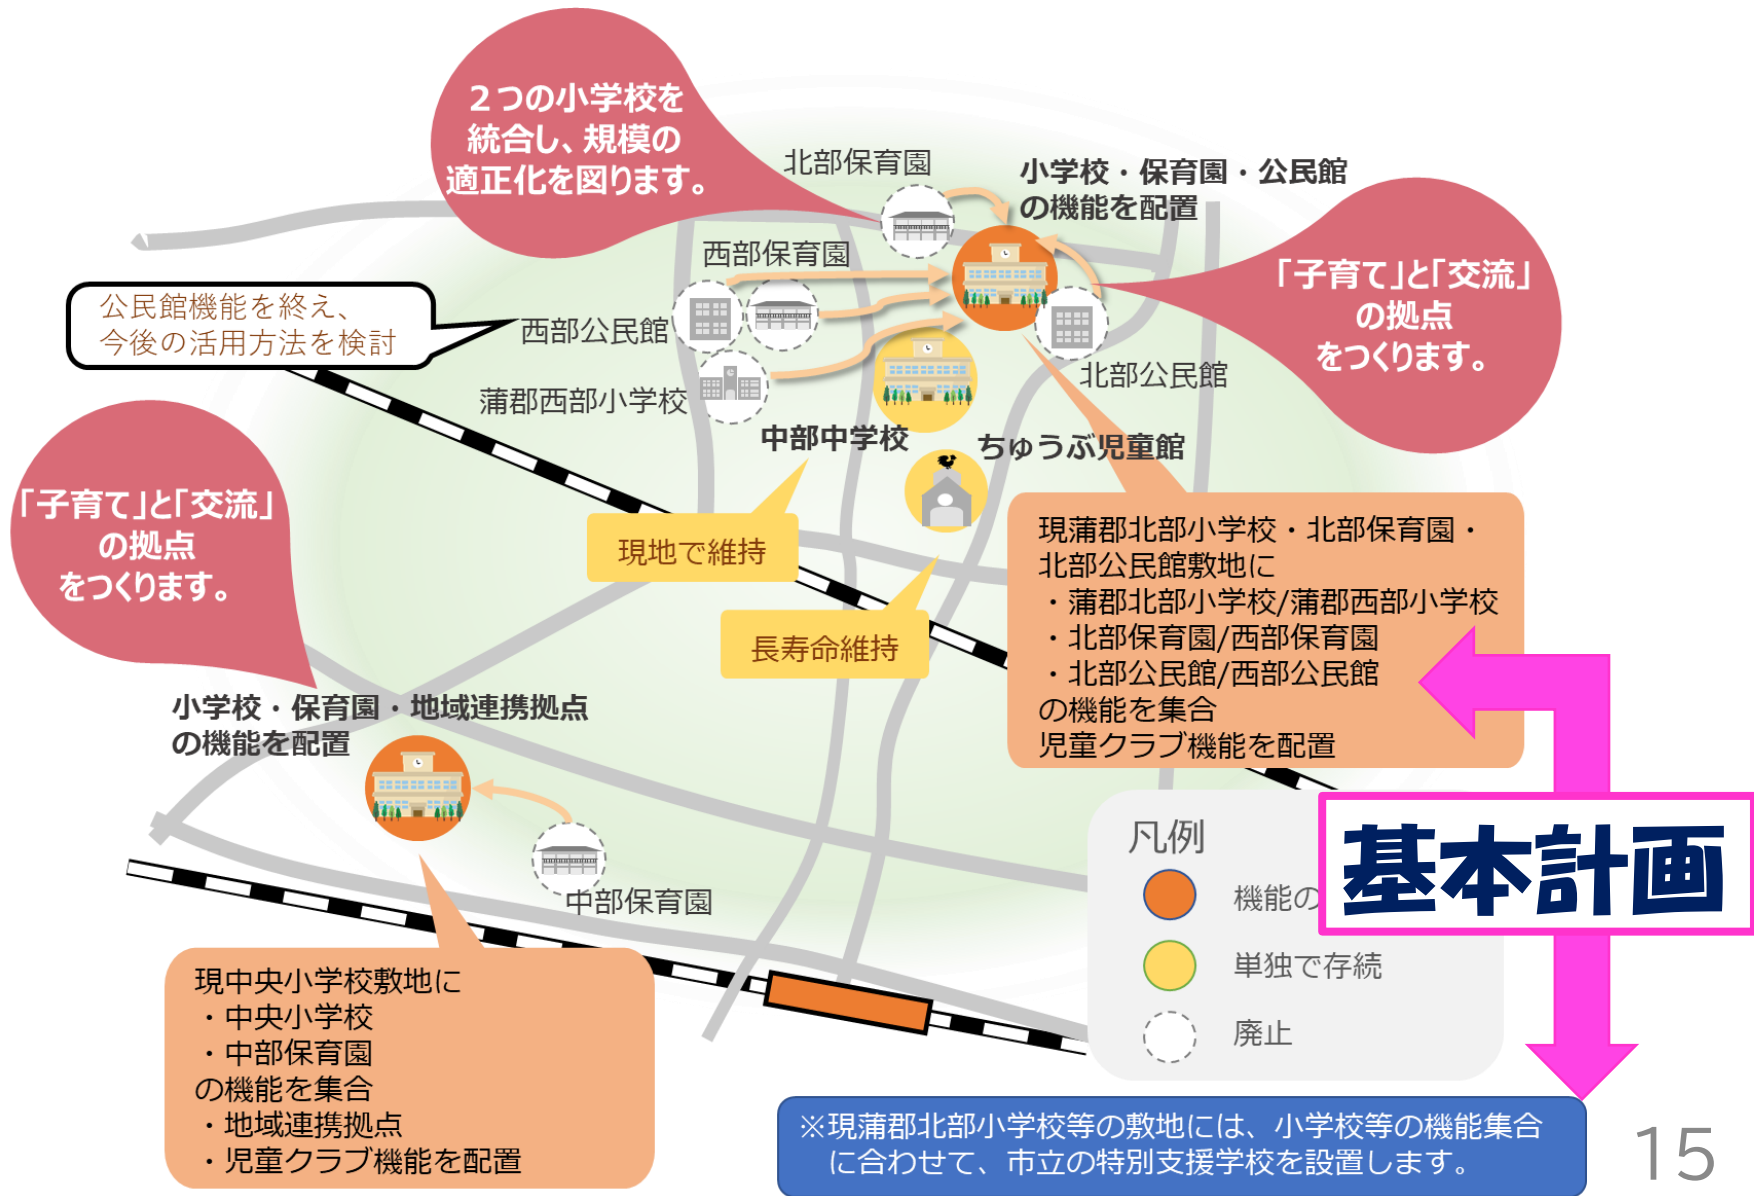 ２つの小学校を
統合し、規模の
適正化を図ります。
北部保育園
小学校・保育園・公民館
の機能を配置
西部保育園
「子育て」と「交流」
の拠点
をつくります。
公民館機能を終え、
今後の活用方法を検討
西部公民館
北部公民館
蒲郡西部小学校
中部中学校
ちゅうぶ児童館
「子育て」と「交流」
の拠点
をつくります。
現地で維持
長寿命維持
現蒲郡北部小学校・北部保育園・
北部公民館敷地に
・蒲郡北部小学校/蒲郡西部小学校
・北部保育園/西部保育園
・北部公民館/西部公民館
の機能を集合
児童クラブ機能を配置
小学校・保育園・地域連携拠点
の機能を配置
中部保育園
凡例
機能の
単独で存続
廃止
基本計画
現中央小学校敷地に
・中央小学校
・中部保育園
の機能を集合
・地域連携拠点
・児童クラブ機能を配置
※現蒲郡北部小学校等の敷地には、小学校等の機能集合
に合わせて、市立の特別支援学校を設置します。
15